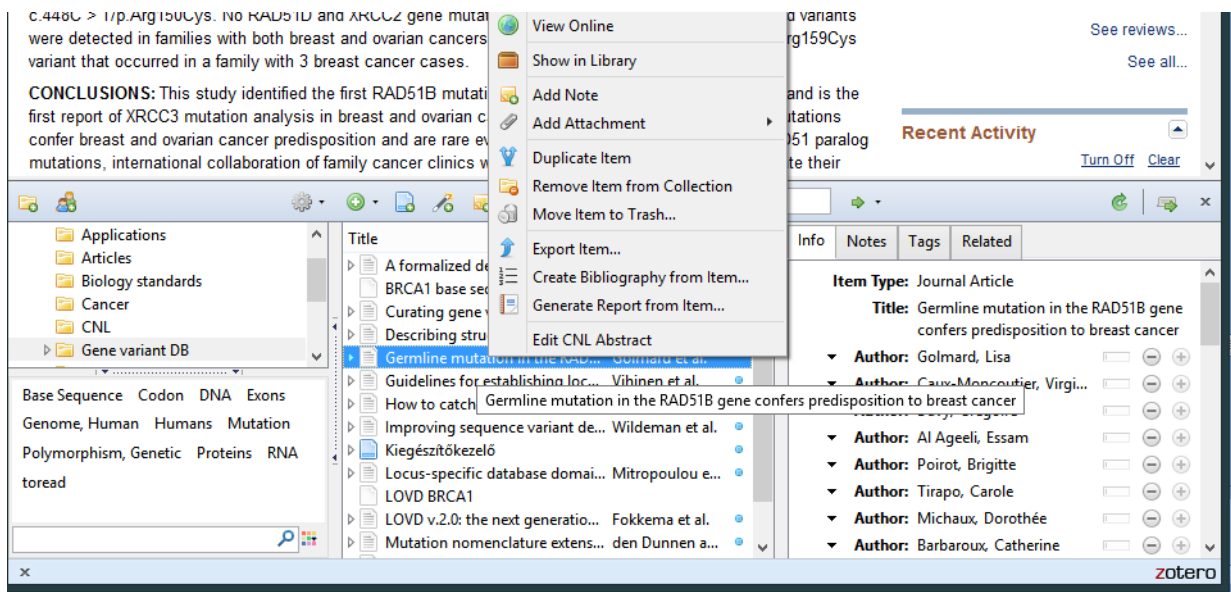 c.448C > T/p.Arg150Cys. No RAD51D and XRCC2 gene mutat
d variants
were detected in families with both breast and ovarian cancers
rg159Cys
variant that occurred in a family with 3 breast cancer cases.
CONCLUSIONS: This study identified the first RAD51B mutati
and is the
first report of XRCC3 mutation analysis in breast and ovarian c
utations
confer breast and ovarian cancer predisposition and are rare ev
D51 paralog
mutations, international collaboration of family cancer clinics w
te their
See reviews...
See all...
Recent Activity
Turn Off Clear
View Online
Show in Library
Add Note
Add Attachment
Duplicate Item
Remove Item from Collection
Move Item to Trash...
Export Item...
Create Bibliography from Item...
Generate Report from Item...
Edit CNL Abstract
Applications
Articles
Biology standards
Cancer
CNL
Gene variant DB
Base Sequence Codon DNA Exons
Genome, Human Humans Mutation
Polymorphism, Genetic Proteins RNA
toread
Title
A formalized de
BRCA1 base sec
Curating gene v
Describing struc
Germline mutation in the RAD... Golmard et al.
Guidelines for establishing loc... Vihinen et al.
How to catch
Germline mutation in the RAD51B gene confers predisposition to breast cancer
Improving sequence variant de... Wildeman et al.
Kiegészítőkezelő
Locus-specific database domai... Mitropoulou e...
LOVD BRCA1
LOVD v.2.0: the next generatio... Fokkema et al.
Mutation nomenclature extens... den Dunnen a...
Info Notes Tags Related
Item Type: Journal Article
Title: Germline mutation in the RAD51B gene
confers predisposition to breast cancer
Author: Golmard, Lisa
Author: Caux-Moncoutier, Virgi...
Author: Al Ageeli, Essam
Author: Poirot, Brigitte
Author: Tirapo, Carole
Author: Michaux, Dorothée
Author: Barbaroux, Catherine
zotero